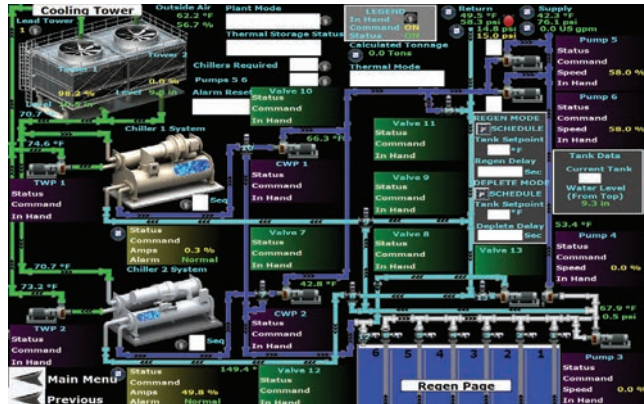 Cooling Tower
Outside Air
62.2 °F
56.7 %
Lead Tower
1
Tower 2
98.2 %
0.0 %
Level
Level 9.0 in
70.7
Plant Mode
Thermal Storage Status
Chillers Required
Pumps 5 6
Alarm Reset
LEGEND
In Hand
Command ON
Status ON
Calculated Tonnage
0.0 Tons
Thermal Mode
Return
49.5 °F
58.3 psi
14.8 psi
15.0 psi
Supply
42.3 °F
76.1 psi
0.0 US gpm
Pump 5
Status
Command
Speed 58.0 %
In Hand
Pump 6
Status
Command
Speed 58.0 %
In Hand
Valve 10
Status
Command
In Hand
Chiller 1 System
74.6 °F
TWP 1
Status
Command
In Hand
Seq
66.3 °F
CWP 1
Status
Command
In Hand
Valve 11
Status
Command
In Hand
REGEN MODE
SCHEDULE
Tank Setpoint
°F
Regen Delay
Sec
DEPLETE MODE
SCHEDULE
Tank Setpoint
°F
Deplete Delay
Sec
Tank Data
Current Tank
Water Level
(From Top)
9.3 in
Valve 9
Status
Command
In Hand
Status
Command
Amps 0.3 %
Alarm Normal
Valve 7
Status
Command
In Hand
Valve 8
Status
Command
In Hand
Valve 13
53.4 °F
Pump 4
Status
Command
Speed 0.0 %
In Hand
70.7 °F
Chiller 2 System
73.2 °F
TWP 2
Status
Command
In Hand
Seq
42.8 °F
CWP 2
Status
Command
In Hand
67.9 °F
0.5 psi
149.4 °
Valve 12
Status
Command
In Hand
Status
Command
Amps 49.8 %
Alarm Normal
6 5 4 3 2 1
Regen Page
Pump 3
Status
Command
Speed 0.0 %
In Hand
Main Menu
Previous